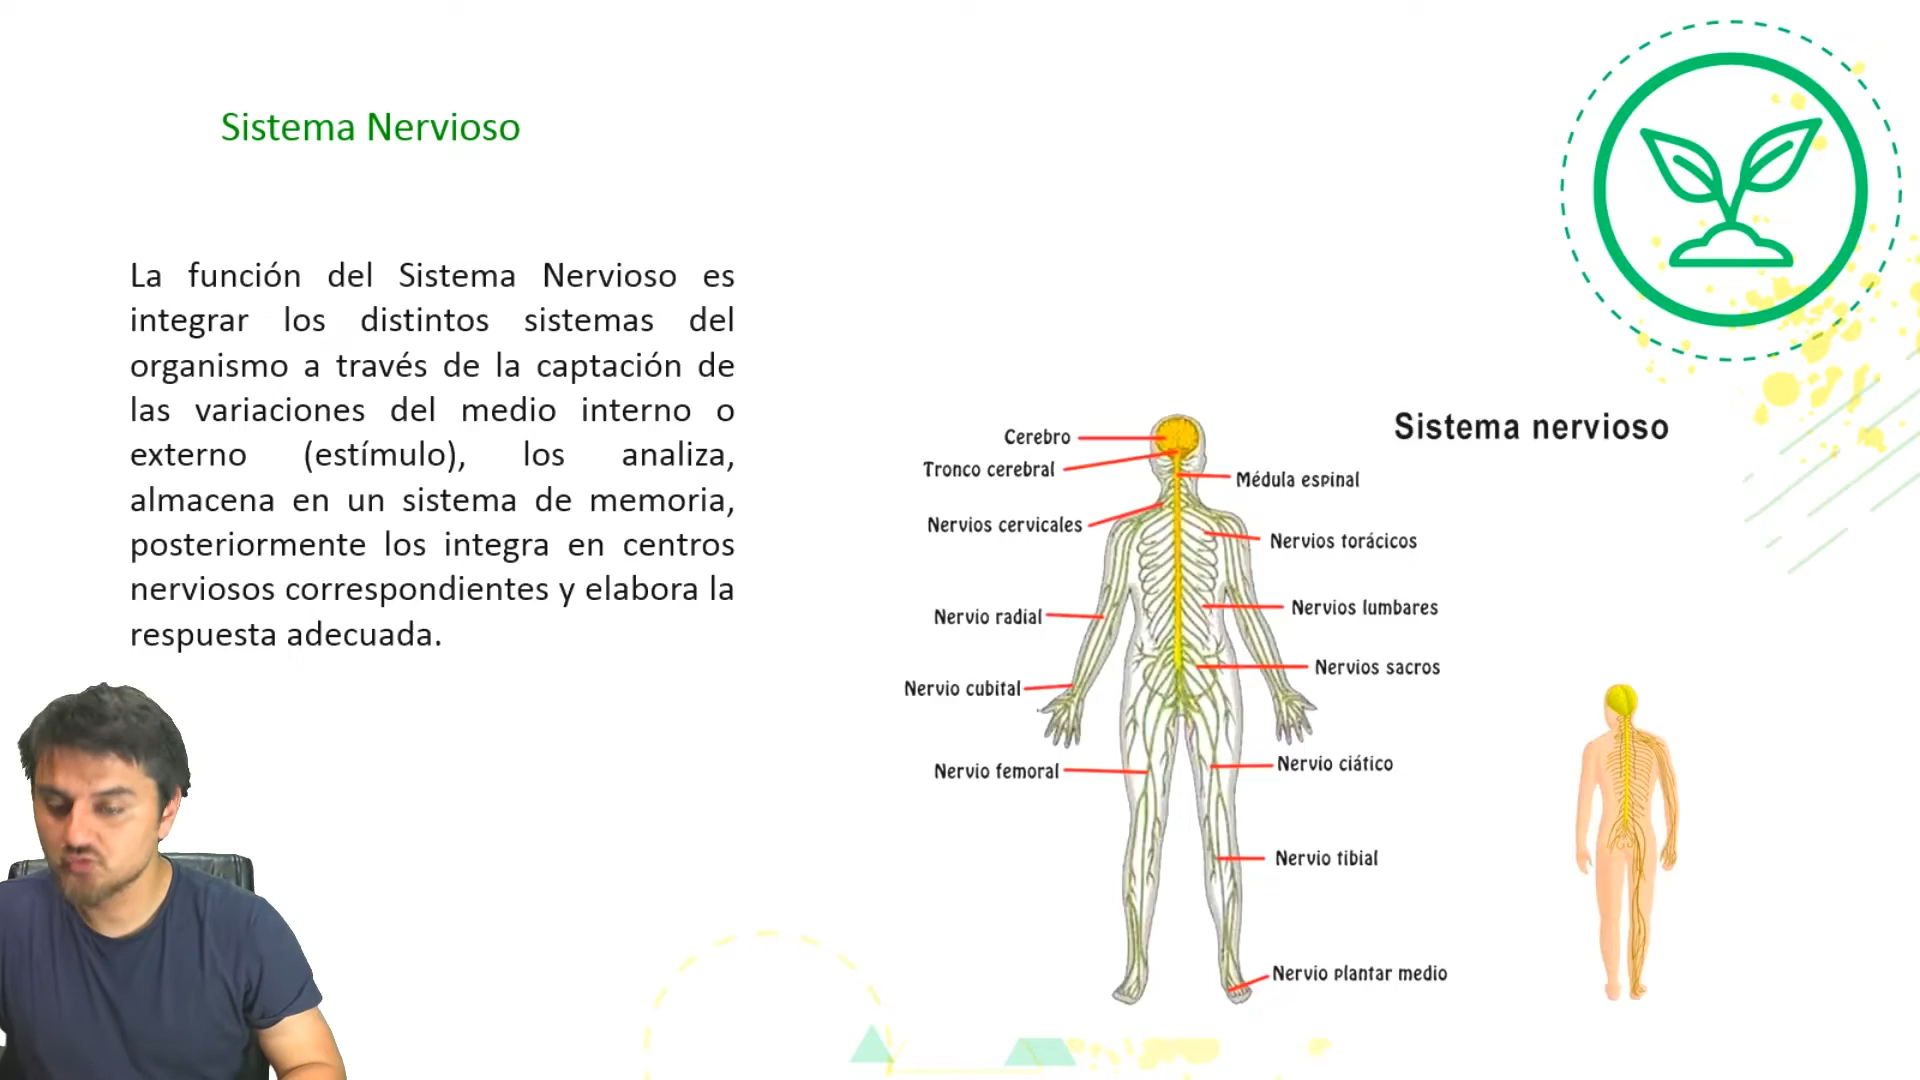 Sistema Nervioso
La función del Sistema Nervioso es
integrar los distintos sistemas del
organismo a través de la captación de
las variaciones del medio interno o
externo (estímulo), los analiza,
almacena en un sistema de memoria,
posteriormente los integra en centros
nerviosos correspondientes y elabora la
respuesta adecuada.
Sistema nervioso
Cerebro
Tronco cerebral
Médula espinal
Nervios cervicales
Nervios torácicos
Nervio radial
Nervios lumbares
Nervios sacros
Nervio cubital
Nervio femoral
Nervio ciático
Nervio tibial
Nervio plantar medio